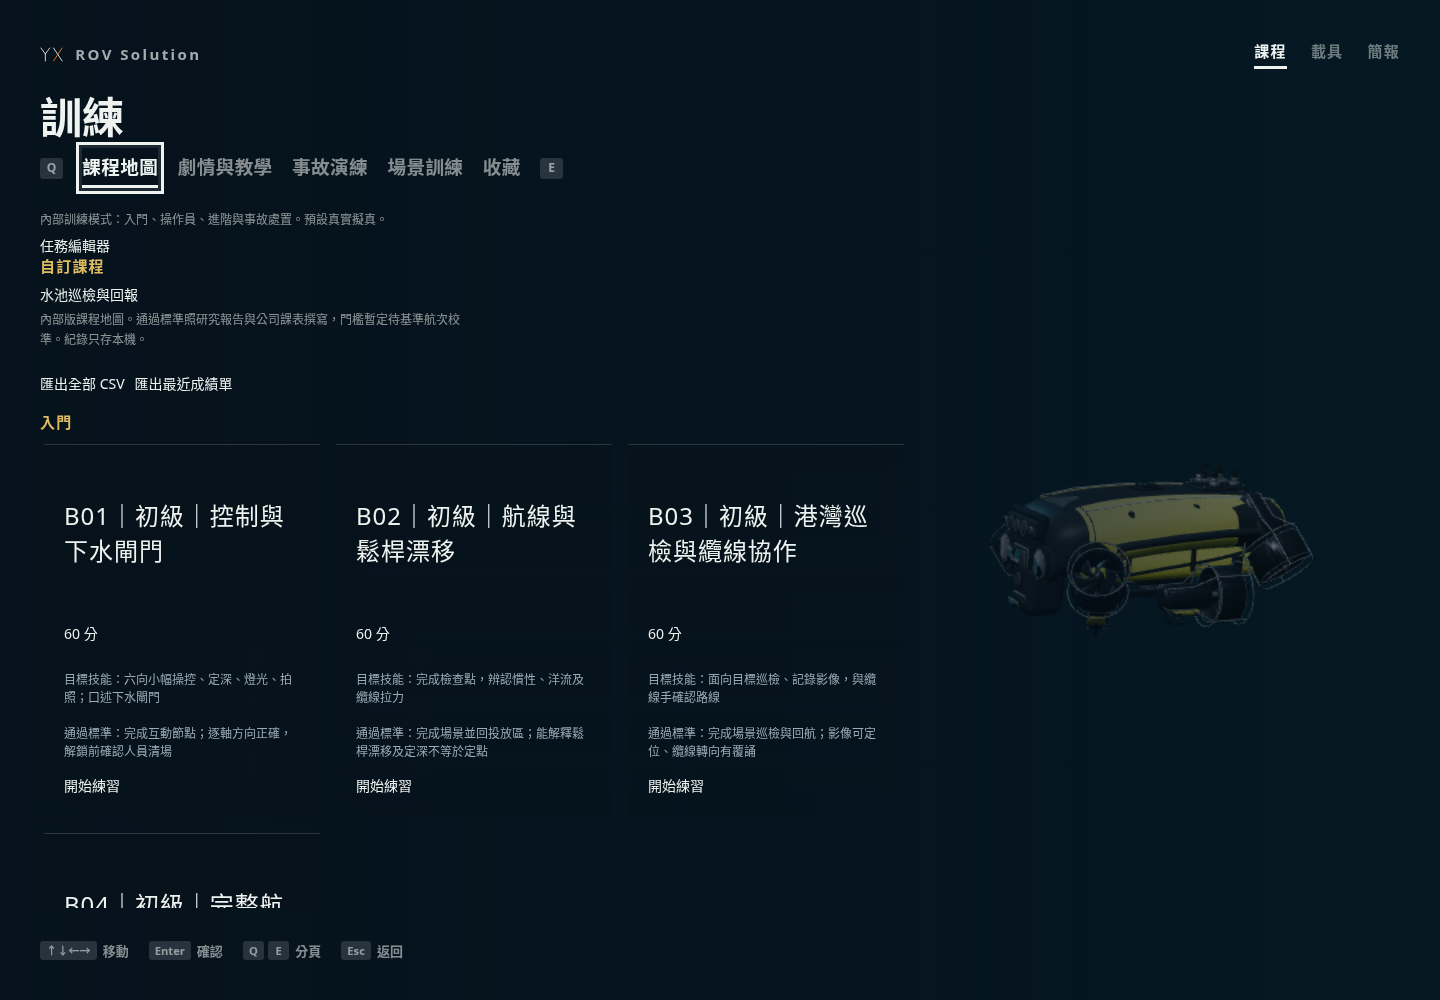 YX ROV Solution
課程 載具 簡報
訓練
Q 課程地圖 劇情與教學 事故演練 場景訓練 收藏 E
內部訓練模式：入門、操作員、進階與事故處置。預設真實擬真。
任務編輯器
自訂課程
水池巡檢與回報
內部版課程地圖。通過標準照研究報告與公司課表撰寫，門檻暫定待基準航次校
準。紀錄只存本機。
匯出全部 CSV 匯出最近成績單
入門
B01｜初級｜控制與
下水閘門
60 分
目標技能：六向小幅操控、定深、燈光、拍
照；口述下水閘門
通過標準：完成互動節點；逐軸方向正確，
解鎖前確認人員清場
開始練習
B02｜初級｜航線與
鬆桿漂移
60 分
目標技能：完成檢查點，辨認慣性、洋流及
纜線拉力
通過標準：完成場景並回投放區；能解釋鬆
桿漂移及定深不等於定點
開始練習
B03｜初級｜港灣巡
檢與纜線協作
60 分
目標技能：面向目標巡檢、記錄影像，與纜
線手確認路線
通過標準：完成場景巡檢與回航；影像可定
位、纜線轉向有覆誦
開始練習
B04｜初級｜完整航
↑↓←→ 移動 Enter 確認 Q E 分頁 Esc 返回